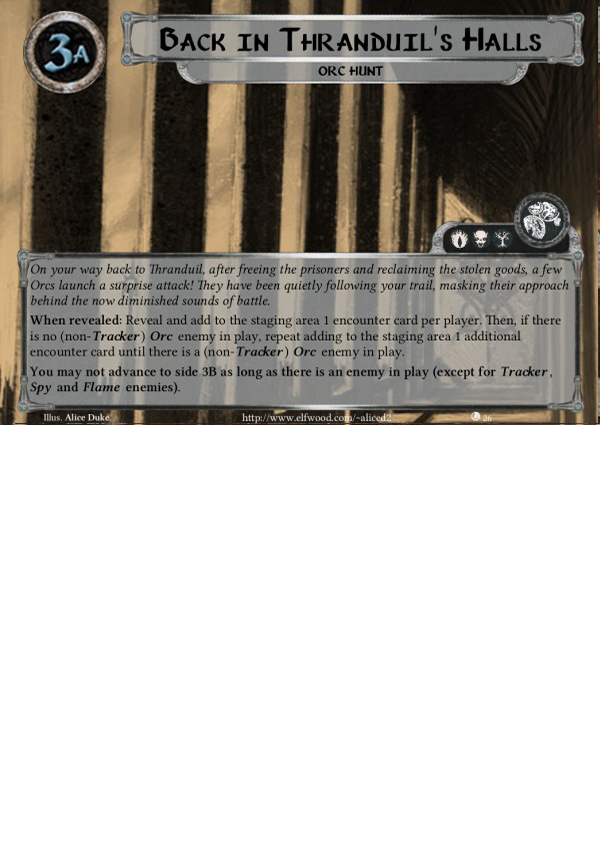 3A
Back in Thranduil's Halls
ORC HUNT
On your way back to Thranduil, after freeing the prisoners and reclaiming the stolen goods, a few
Orcs launch a surprise attack! They have been quietly following your trail, masking their approach
behind the now diminished sounds of battle.
When revealed: Reveal and add to the staging area 1 encounter card per player. Then, if there
is no (non-Tracker) Orc enemy in play, repeat adding to the staging area 1 additional
encounter card until there is a (non-Tracker) Orc enemy in play.
You may not advance to side 3B as long as there is an enemy in play (except for Tracker,
Spy and Flame enemies).
Illus. Alice Duke http://www.elfwood.com/~aliced2 26